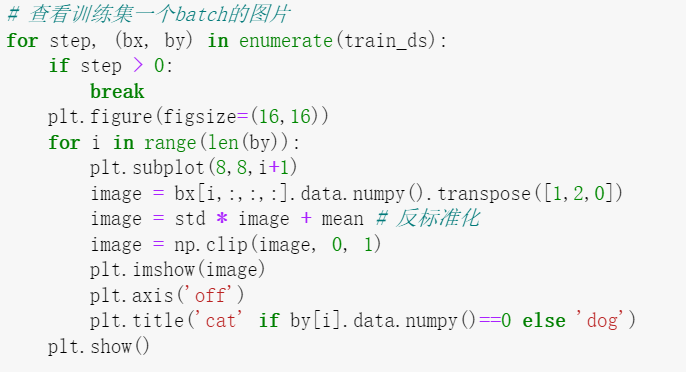 # 查看训练集一个batch的图片
for step, (bx, by) in enumerate(train_ds):
    if step > 0:
        break
    plt.figure(figsize=(16,16))
    for i in range(len(by)):
        plt.subplot(8,8,i+1)
        image = bx[i,:,:,:].data.numpy().transpose([1,2,0])
        image = std * image + mean # 反标准化
        image = np.clip(image, 0, 1)
        plt.imshow(image)
        plt.axis('off')
        plt.title('cat' if by[i].data.numpy()==0 else 'dog')
    plt.show()